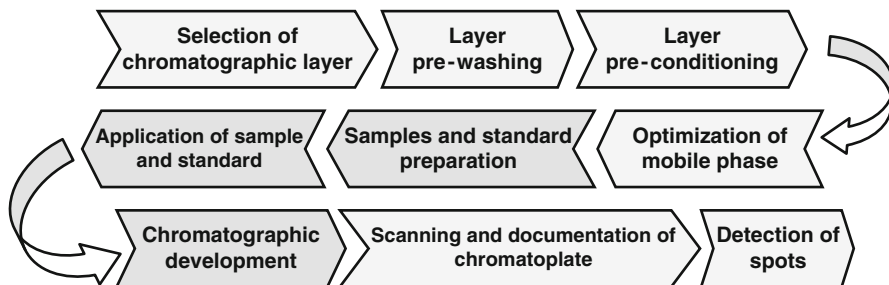 Selection of
chromatographic layer
Layer
pre-washing
Layer
pre-conditioning
Optimization of
mobile phase
Samples and standard
preparation
Application of sample
and standard
Chromatographic
development
Scanning and documentation of
chromatoplate
Detection of
spots